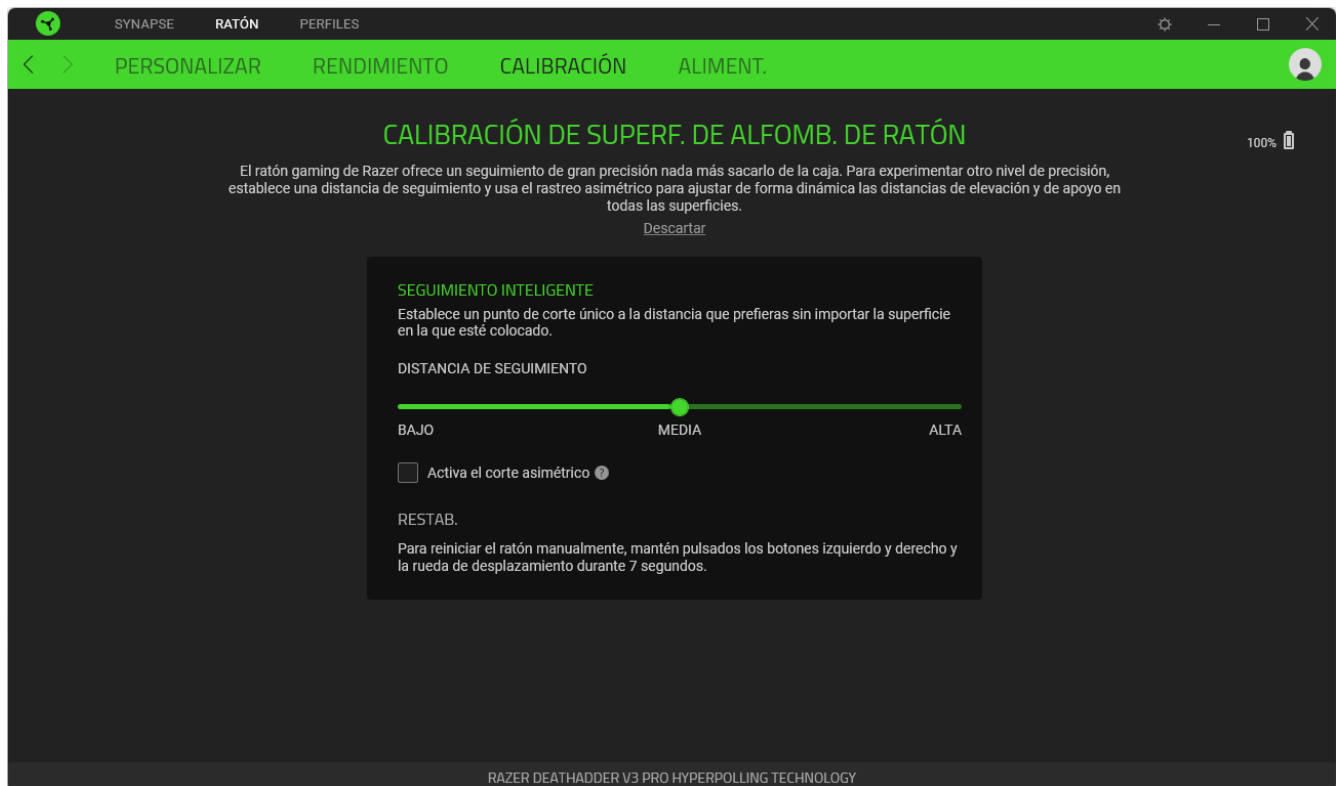 SYNAPSE RATÓN PERFILES
PERSONALIZAR RENDIMIENTO CALIBRACIÓN ALIMENT.
CALIBRACIÓN DE SUPERF. DE ALFOMB. DE RATÓN
100%
El ratón gaming de Razer ofrece un seguimiento de gran precisión nada más sacarlo de la caja. Para experimentar otro nivel de precisión,
establece una distancia de seguimiento y usa el rastreo asimétrico para ajustar de forma dinámica las distancias de elevación y de apoyo en
todas las superficies.
Descartar
SEGUIMIENTO INTELIGENTE
Establece un punto de corte único a la distancia que prefieras sin importar la superficie
en la que esté colocado.
DISTANCIA DE SEGUIMIENTO
BAJO MEDIA ALTA
Activa el corte asimétrico ?
RESTAB.
Para reiniciar el ratón manualmente, mantén pulsados los botones izquierdo y derecho y
la rueda de desplazamiento durante 7 segundos.
RAZER DEATHADDER V3 PRO HYPERPOLLING TECHNOLOGY